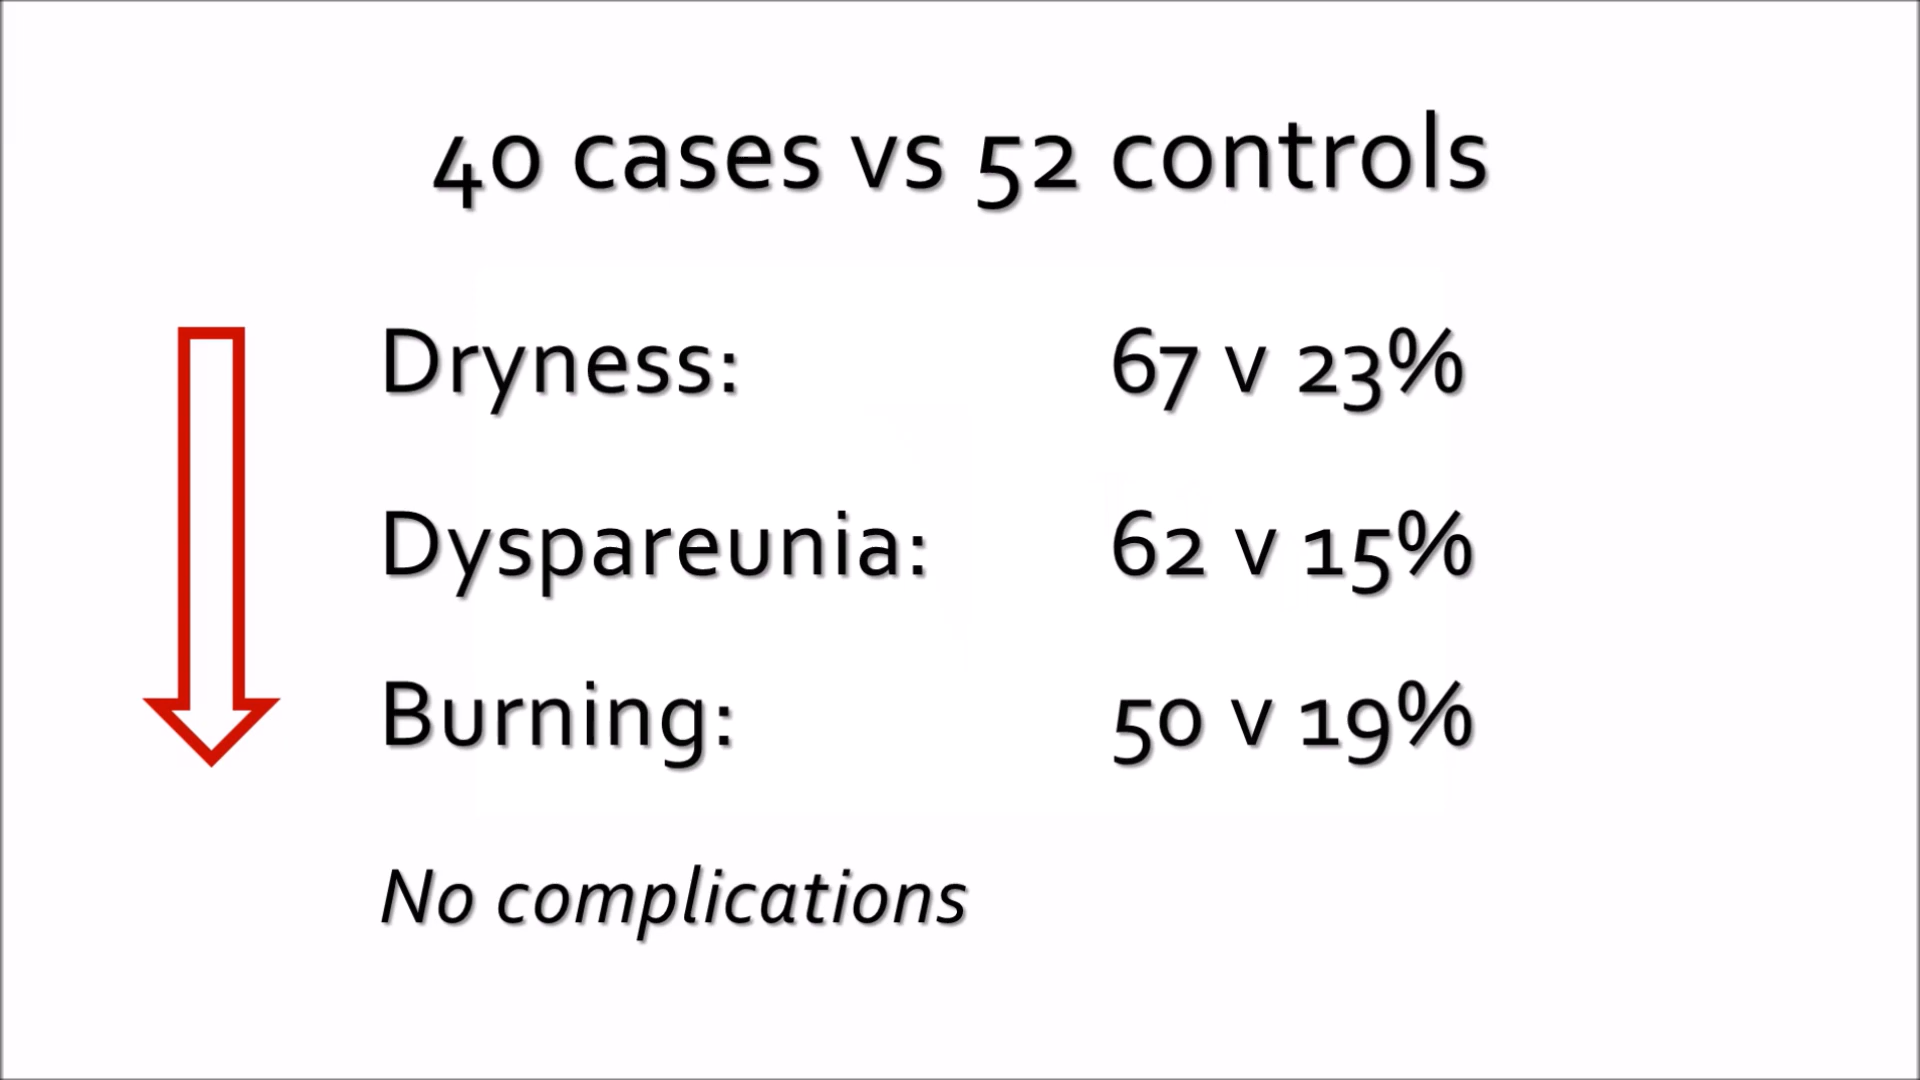 40 cases vs 52 controls
Dryness: 67 v 23%
Dyspareunia: 62 v 15%
Burning: 50 v 19%
No complications